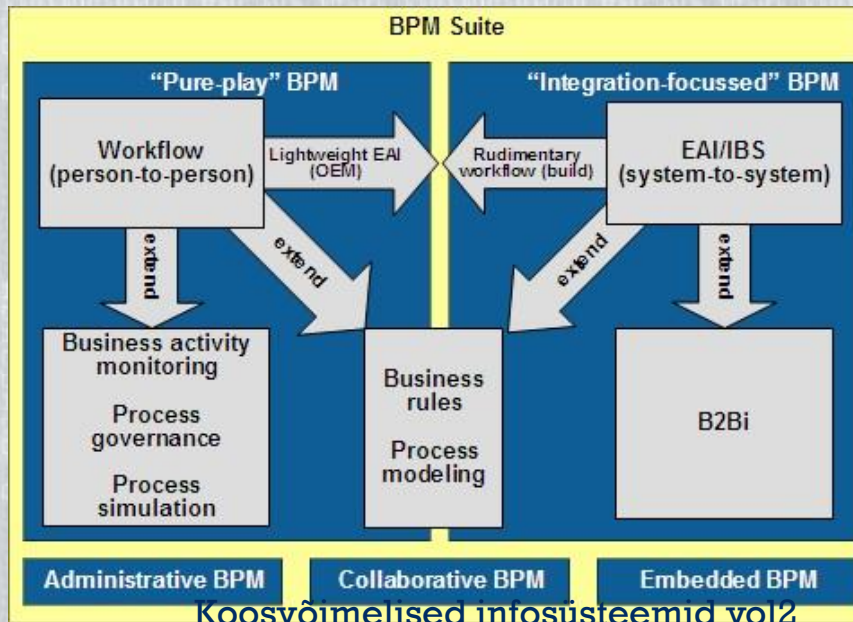 BPM Suite
“Pure-play” BPM
“Integration-focussed” BPM
Workflow
(person-to-person)
Lightweight EAI
(OEM)
Rudimentary
workflow (build)
EAI/IBS
(system-to-system)
extend
extend
extend
extend
Business activity
monitoring
Process
governance
Process
simulation
Business
rules
Process
modeling
B2Bi
Administrative BPM
Collaborative BPM
Embedded BPM
Koosvõimelised infosüsteemid vol2